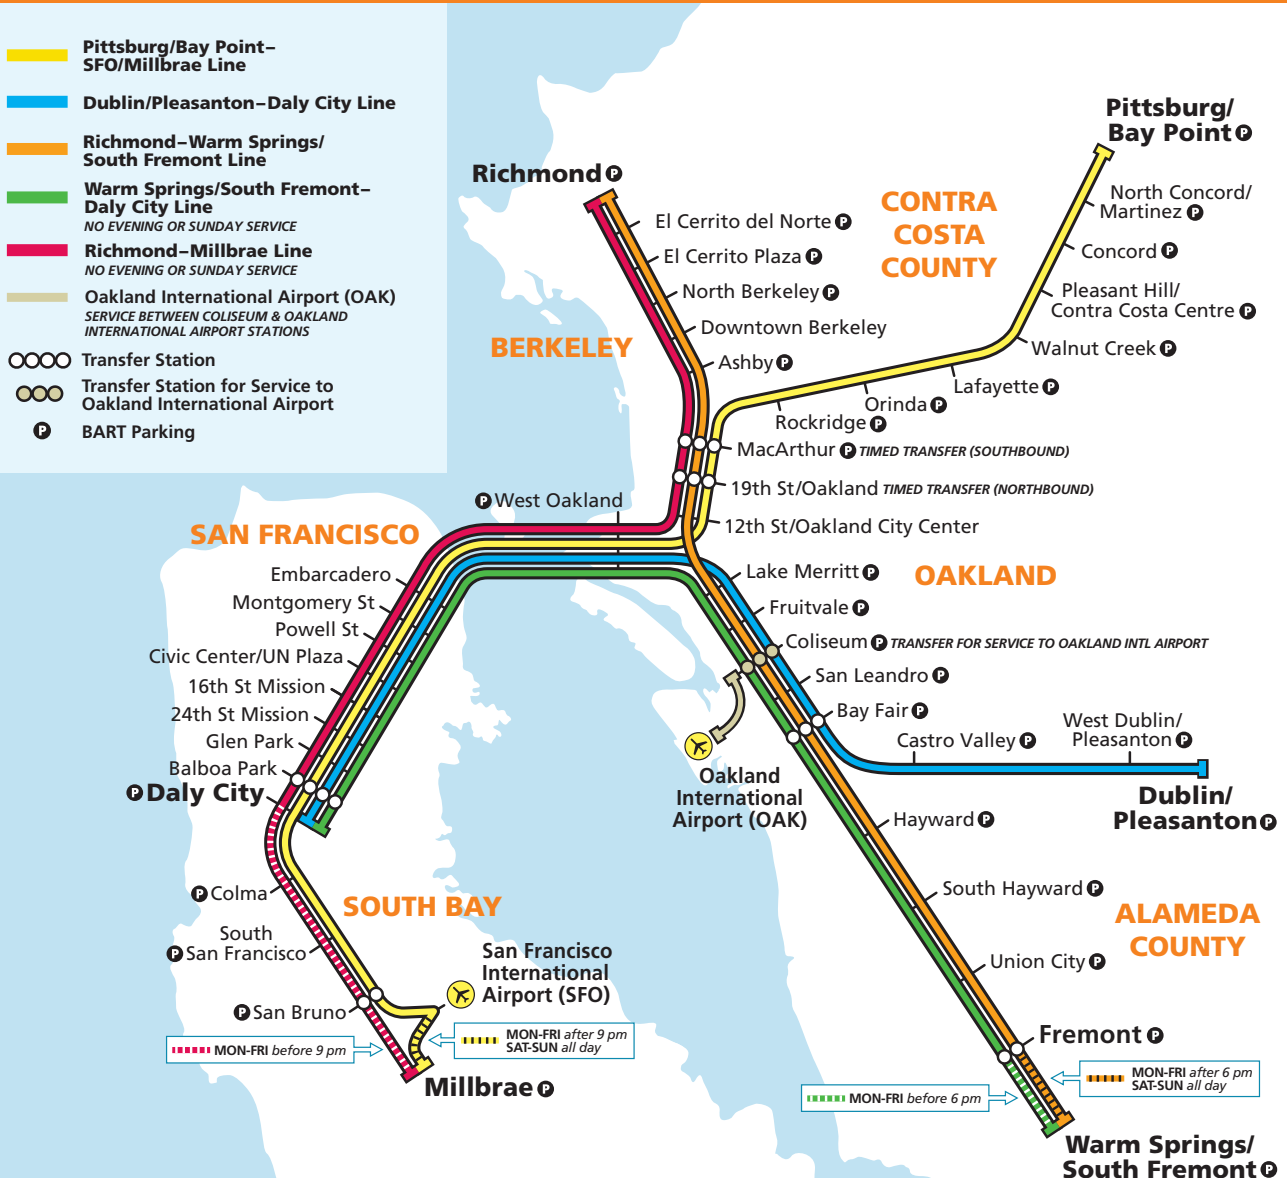 Pittsburg/Bay Point–
SFO/Millbrae Line
Dublin/Pleasanton–Daly City Line
Richmond–Warm Springs/
South Fremont Line
Warm Springs/South Fremont–
Daly City Line
NO EVENING OR SUNDAY SERVICE
Richmond–Millbrae Line
NO EVENING OR SUNDAY SERVICE
Oakland International Airport (OAK)
SERVICE BETWEEN COLISEUM & OAKLAND
INTERNATIONAL AIRPORT STATIONS
Transfer Station
Transfer Station for Service to
Oakland International Airport
P BART Parking
Pittsburg/
Bay Point P
North Concord/
Martinez P
Concord P
Pleasant Hill/
Contra Costa Centre P
Walnut Creek P
Lafayette P
Orinda P
Rockridge P
CONTRA
COSTA
COUNTY
Richmond P
El Cerrito del Norte P
El Cerrito Plaza P
North Berkeley P
Downtown Berkeley
Ashby P
BERKELEY
MacArthur P TIMED TRANSFER (SOUTHBOUND)
19th St/Oakland TIMED TRANSFER (NORTHBOUND)
12th St/Oakland City Center
P West Oakland
SAN FRANCISCO
Embarcadero
Montgomery St
Powell St
Civic Center/UN Plaza
16th St Mission
24th St Mission
Glen Park
Balboa Park
P Daly City
Lake Merritt P
OAKLAND
Fruitvale P
Coliseum P TRANSFER FOR SERVICE TO OAKLAND INTL AIRPORT
San Leandro P
Bay Fair P
Castro Valley P
West Dublin/
Pleasanton P
Dublin/
Pleasanton P
Oakland
International
Airport (OAK)
Hayward P
South Hayward P
ALAMEDA
COUNTY
Union City P
Fremont P
MON-FRI after 6 pm
SAT-SUN all day
MON-FRI before 6 pm
Warm Springs/
South Fremont P
P Colma
SOUTH BAY
South
P San Francisco
San Francisco
International
Airport (SFO)
P San Bruno
MON-FRI before 9 pm
MON-FRI after 9 pm
SAT-SUN all day
Millbrae P